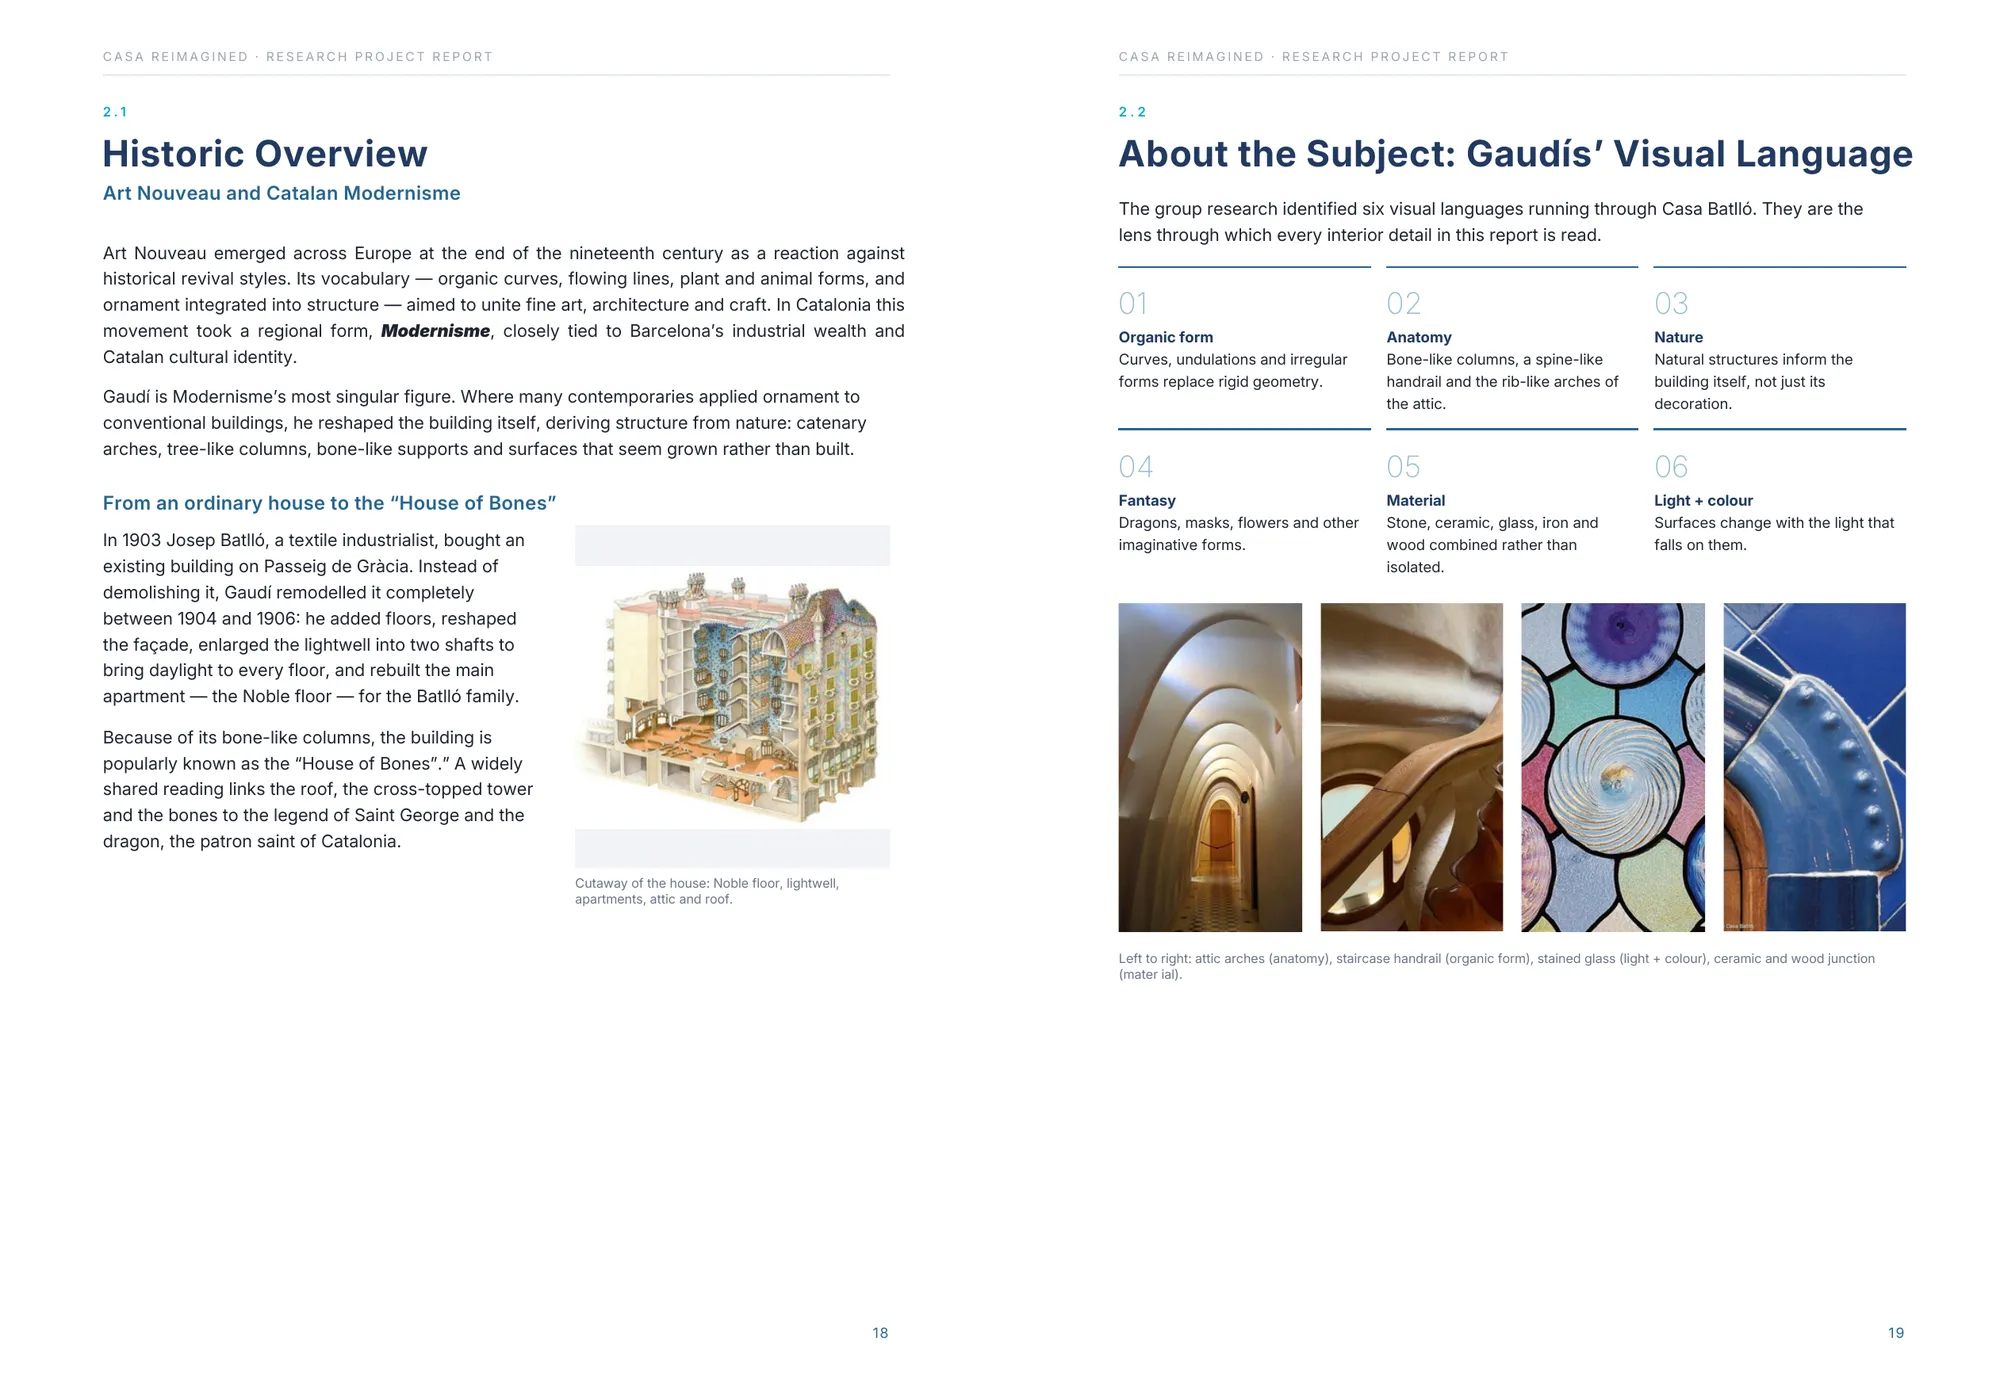 CASA REIMAGINED · RESEARCH PROJECT REPORT
2.1
Historic Overview
Art Nouveau and Catalan Modernisme
Art Nouveau emerged across Europe at the end of the nineteenth century as a reaction against
historical revival styles. Its vocabulary — organic curves, flowing lines, plant and animal forms, and
ornament integrated into structure — aimed to unite fine art, architecture and craft. In Catalonia this
movement took a regional form, Modernisme, closely tied to Barcelona’s industrial wealth and
Catalan cultural identity.
Gaudí is Modernisme’s most singular figure. Where many contemporaries applied ornament to
conventional buildings, he reshaped the building itself, deriving structure from nature: catenary
arches, tree-like columns, bone-like supports and surfaces that seem grown rather than built.
From an ordinary house to the “House of Bones”
In 1903 Josep Batlló, a textile industrialist, bought an
existing building on Passeig de Gràcia. Instead of
demolishing it, Gaudí remodelled it completely
between 1904 and 1906: he added floors, reshaped
the façade, enlarged the lightwell into two shafts to
bring daylight to every floor, and rebuilt the main
apartment — the Noble floor — for the Batlló family.
Because of its bone-like columns, the building is
popularly known as the “House of Bones”.” A widely
shared reading links the roof, the cross-topped tower
and the bones to the legend of Saint George and the
dragon, the patron saint of Catalonia.
Cutaway of the house: Noble floor, lightwell,
apartments, attic and roof.
18
CASA REIMAGINED · RESEARCH PROJECT REPORT
2.2
About the Subject: Gaudís’ Visual Language
The group research identified six visual languages running through Casa Batlló. They are the
lens through which every interior detail in this report is read.
01
Organic form
Curves, undulations and irregular
forms replace rigid geometry.
02
Anatomy
Bone-like columns, a spine-like
handrail and the rib-like arches of
the attic.
03
Nature
Natural structures inform the
building itself, not just its
decoration.
04
Fantasy
Dragons, masks, flowers and other
imaginative forms.
05
Material
Stone, ceramic, glass, iron and
wood combined rather than
isolated.
06
Light + colour
Surfaces change with the light that
falls on them.
Left to right: attic arches (anatomy), staircase handrail (organic form), stained glass (light + colour), ceramic and wood junction
(mater ial).
19